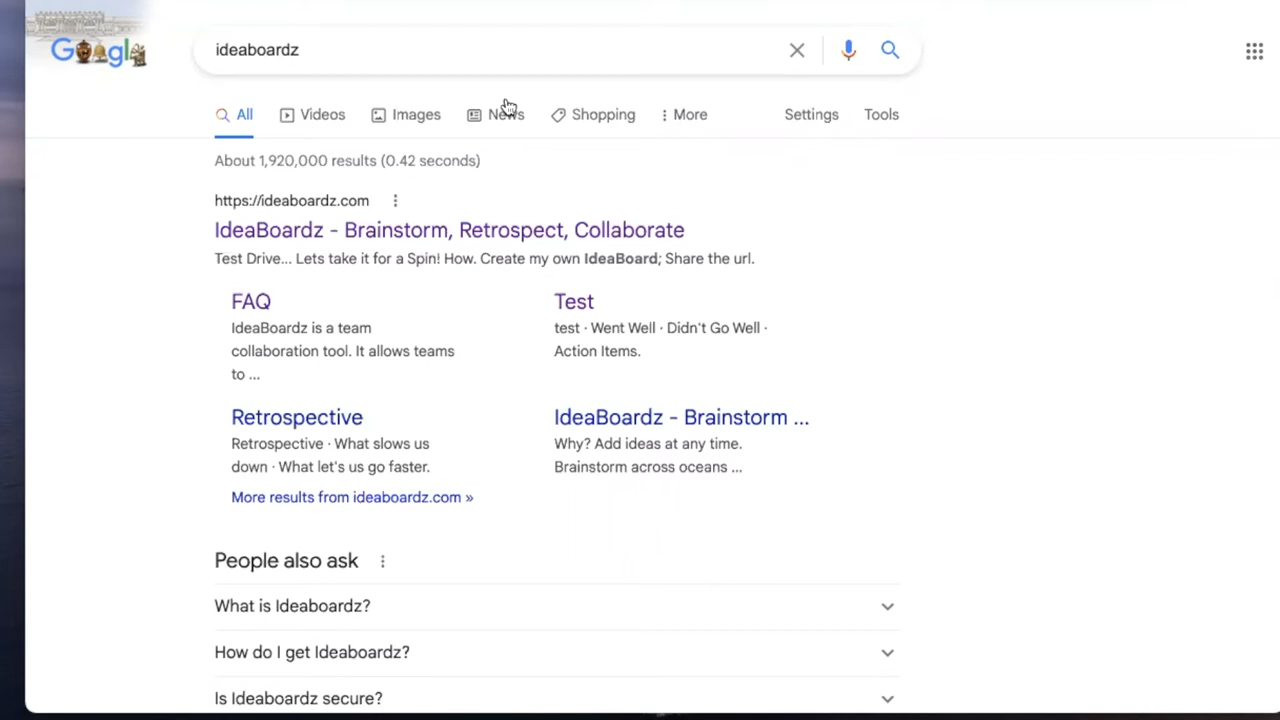 Google
ideaboardz
All Videos Images News Shopping More Settings Tools
About 1,920,000 results (0.42 seconds)
https://ideaboardz.com
IdeaBoardz - Brainstorm, Retrospect, Collaborate
Test Drive... Lets take it for a Spin! How. Create my own IdeaBoard; Share the url.
FAQ
IdeaBoardz is a team
collaboration tool. It allows teams
to ...
Test
test · Went Well · Didn't Go Well ·
Action Items.
Retrospective
Retrospective · What slows us
down · What let's us go faster.
IdeaBoardz - Brainstorm ...
Why? Add ideas at any time.
Brainstorm across oceans ...
More results from ideaboardz.com »
People also ask
What is Ideaboardz?
How do I get Ideaboardz?
Is Ideaboardz secure?